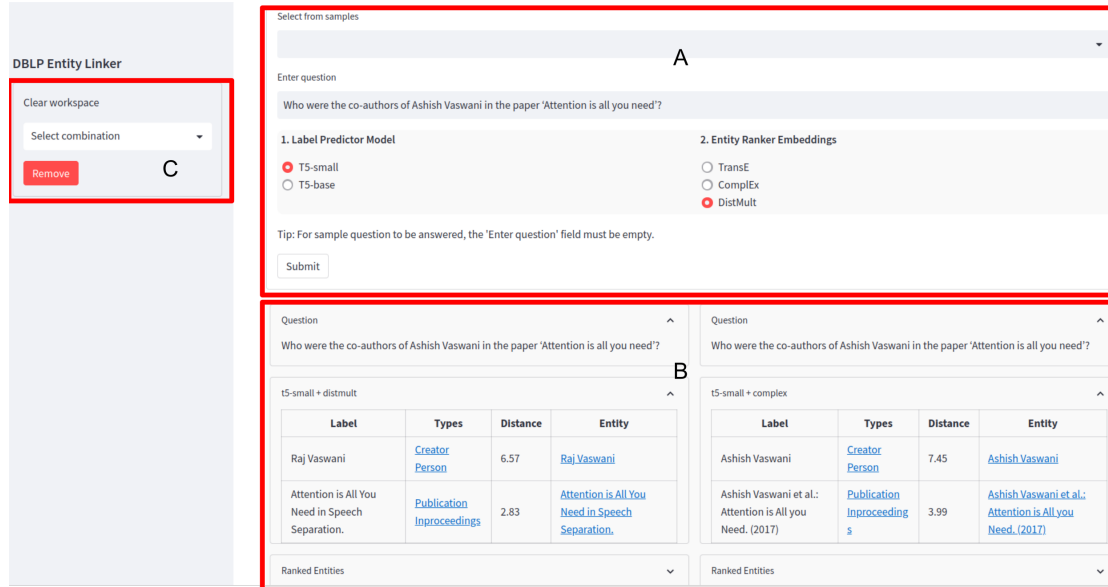 DBLP Entity Linker
Clear workspace
Select combination
Remove
C
Select from samples
A
Enter question
Who were the co-authors of Ashish Vaswani in the paper ‘Attention is all you need’?
1. Label Predictor Model
T5-small
T5-base
2. Entity Ranker Embeddings
TransE
ComplEx
DistMult
Tip: For sample question to be answered, the 'Enter question' field must be empty.
Submit
B
Question
Who were the co-authors of Ashish Vaswani in the paper ‘Attention is all you need’?
t5-small + distmult
Label Types Distance Entity
Raj Vaswani Creator 6.57 Raj Vaswani
Person
Attention is All You Publication 2.83 Attention is All You
Need in Speech Inproceedings Need in Speech
Separation. Separation.
Ranked Entities
Question
Who were the co-authors of Ashish Vaswani in the paper ‘Attention is all you need’?
t5-small + complex
Label Types Distance Entity
Ashish Vaswani Creator 7.45 Ashish Vaswani
Person
Ashish Vaswani et al.: Publication 3.99 Ashish Vaswani et al.:
Attention is All you Inproceeding Attention is All you
Need. (2017) s Need. (2017)
Ranked Entities